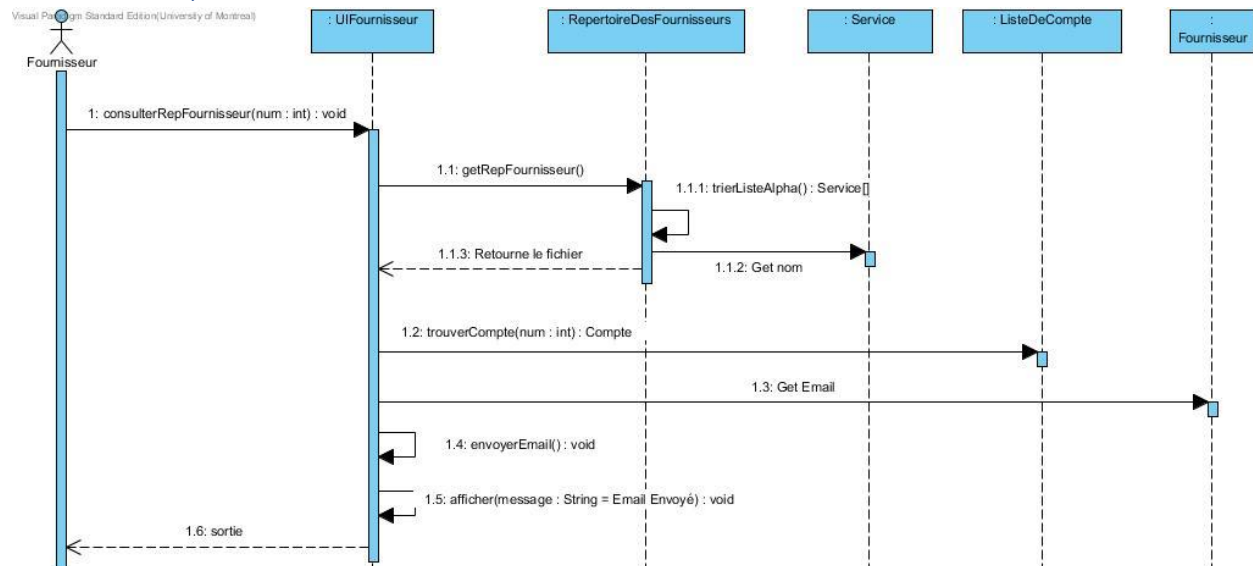 Visual Paradigm Standard Edition(University of Montreal)
Fournisseur
: UIFournisseur
: RepertoireDesFournisseurs
: Service
: ListeDeCompte
:
Fournisseur
1: consulterRepFournisseur(num : int) : void
1.1: getRepFournisseur()
1.1.1: trierListeAlpha() : Service[]
1.1.3: Retourne le fichier
1.1.2: Get nom
1.2: trouverCompte(num : int) : Compte
1.3: Get Email
1.4: envoyerEmail() : void
1.5: afficher(message : String = Email Envoyé) : void
1.6: sortie